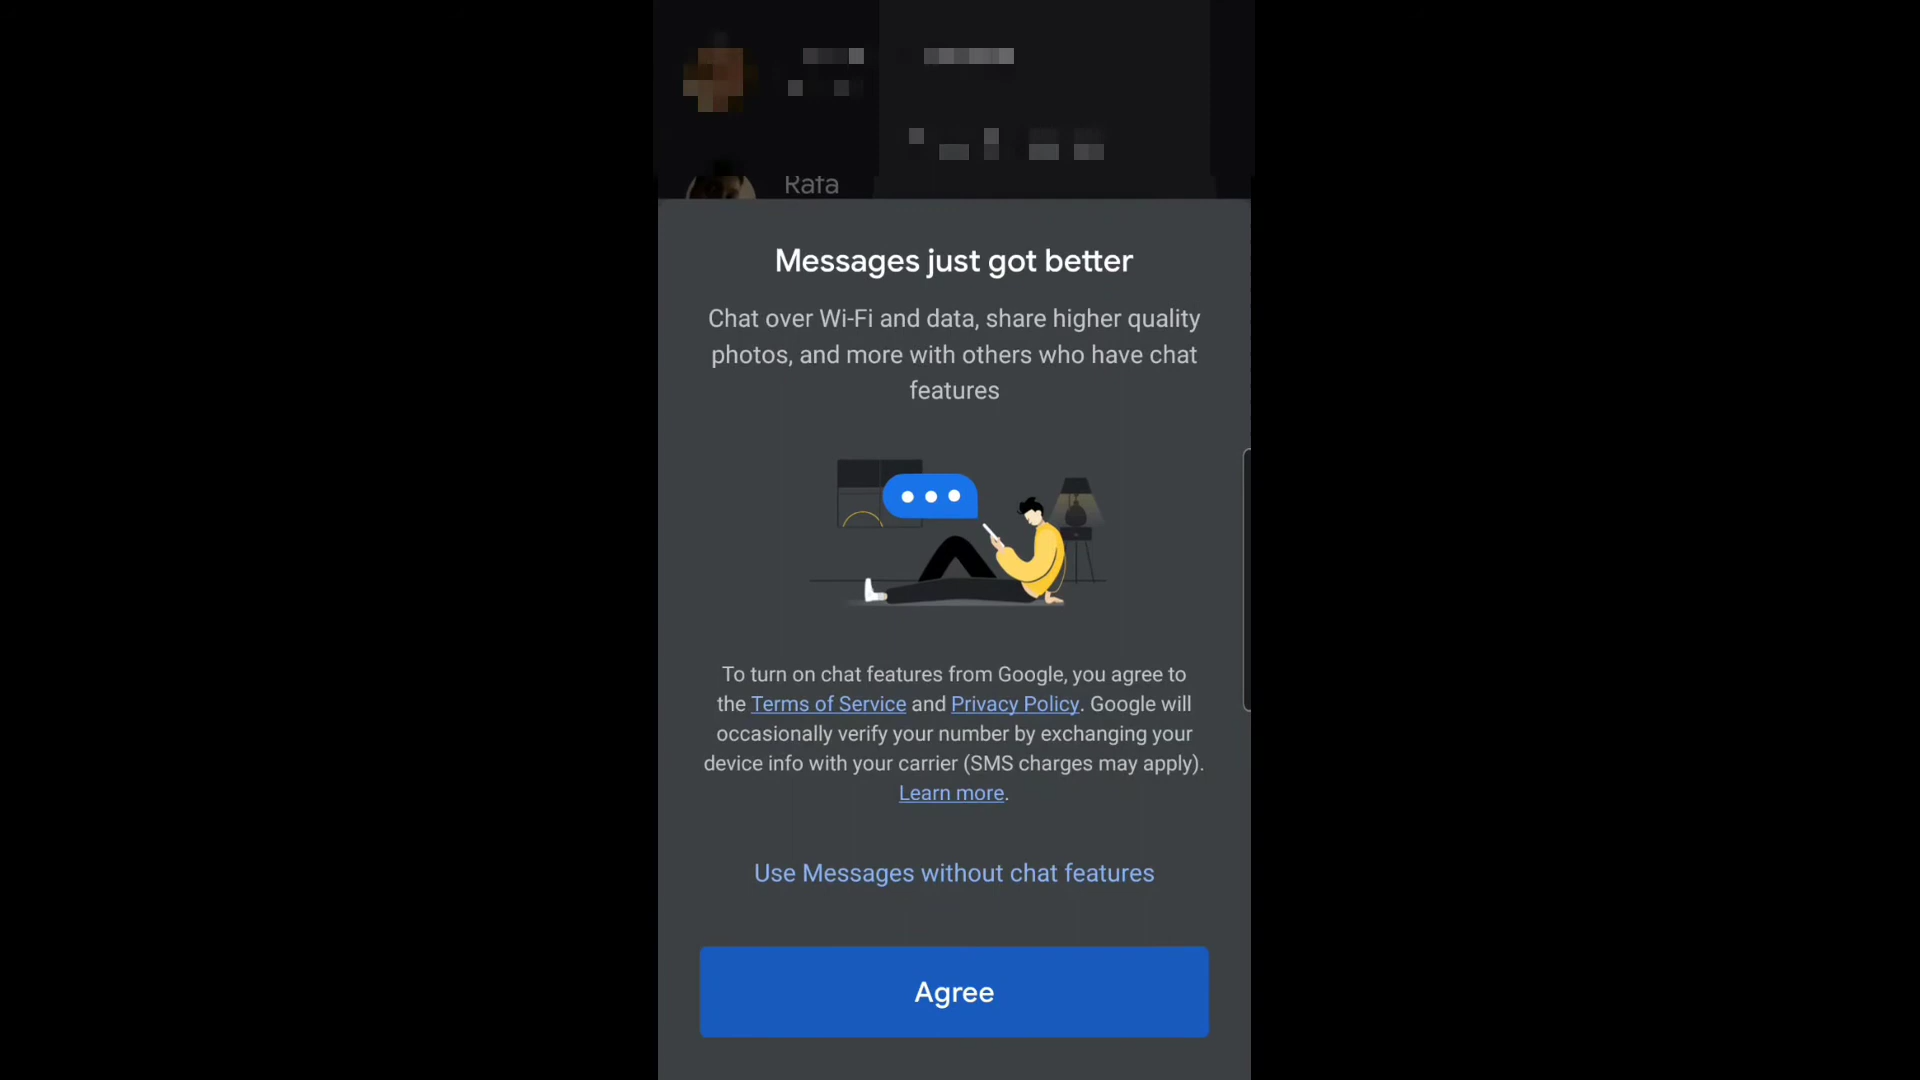 Rafa
Messages just got better
Chat over Wi-Fi and data, share higher quality
photos, and more with others who have chat
features
To turn on chat features from Google, you agree to
the Terms of Service and Privacy Policy. Google will
occasionally verify your number by exchanging your
device info with your carrier (SMS charges may apply).
Learn more.
Use Messages without chat features
Agree